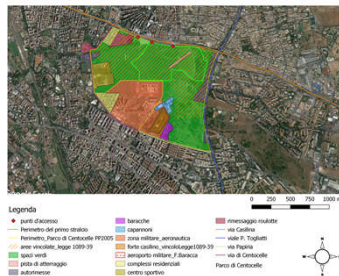 0 250 500 750 1000 m
Legenda
punti d'accesso
Perimetro del primo stralcio
Perimetro_Parco di Centocelle PP2005
aree vincolate_legge 1089-39
spazi verdi
pista di atterraggio
autorimesse
baracche
capannoni
zona militare_aeronautica
forte casilino_vincoloLegge1089-39
aeroporto militare_F.Baracca
complessi residenziali
centro sportivo
rimessaggio roulotte
via Casilina
viale P. Togliatti
via Papiria
via di Centocelle
Parco di Centocelle